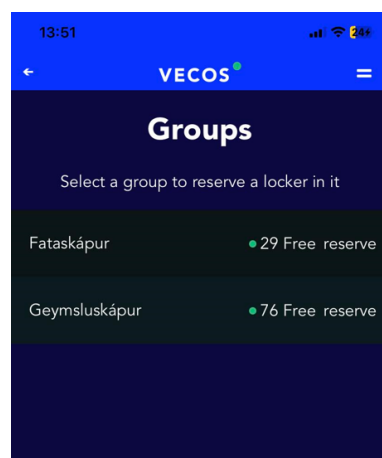 13:51
24
VECOS
Groups
Select a group to reserve a locker in it
Fataskápur 29 Free reserve
Geymsluskápur 76 Free reserve